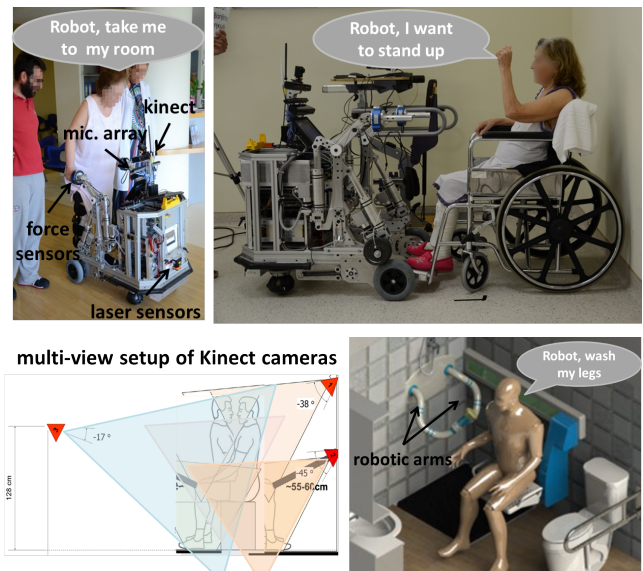 Robot, take me
to my room
kinect
mic. array
force
sensors
laser sensors
Robot, I want
to stand up
multi-view setup of Kinect cameras
-38 º
-17 º
-45 º
~55-60cm
128 cm
Robot, wash
my legs
robotic arms